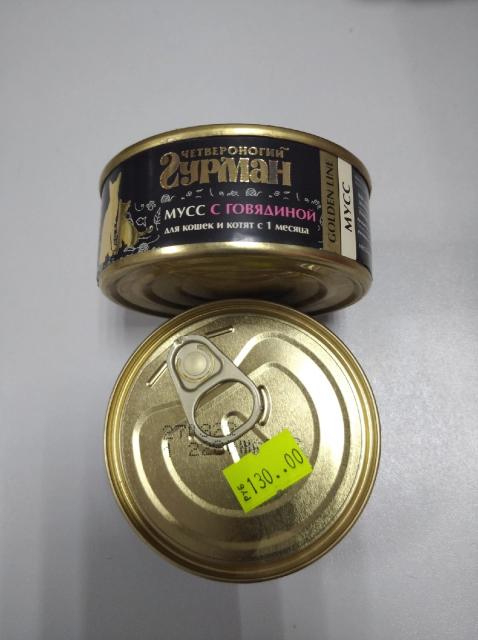 ЧЕТВЕРОНОГИЙ
Гурман
МУСС С ГОВЯДИНОЙ
ДЛЯ КОШЕК И КОТЯТ С 1 МЕСЯЦА
GOLDEN LINE
МУСС
руб 130..00